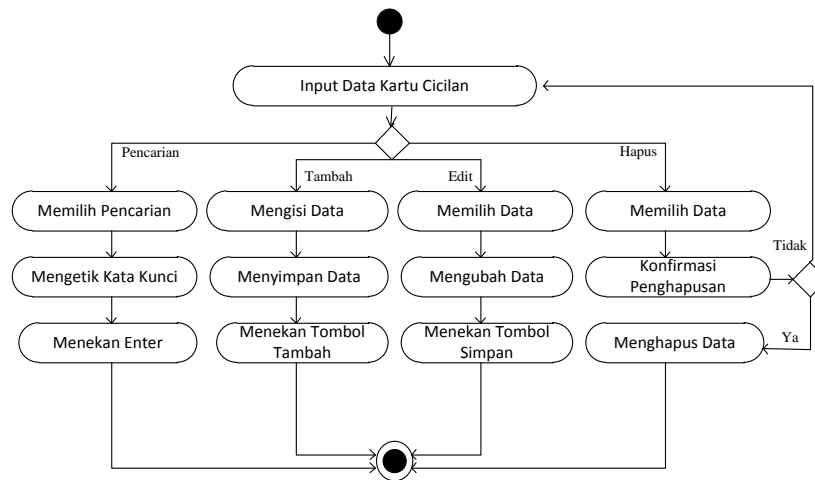 Input Data Kartu Cicilan
Pencarian
Tambah
Edit
Hapus
Memilih Pencarian
Mengisi Data
Memilih Data
Memilih Data
Tidak
Mengetik Kata Kunci
Menyimpan Data
Mengubah Data
Konfirmasi
Penghapusan
Menekan Enter
Menekan Tombol
Tambah
Menekan Tombol
Simpan
Menghapus Data
Ya